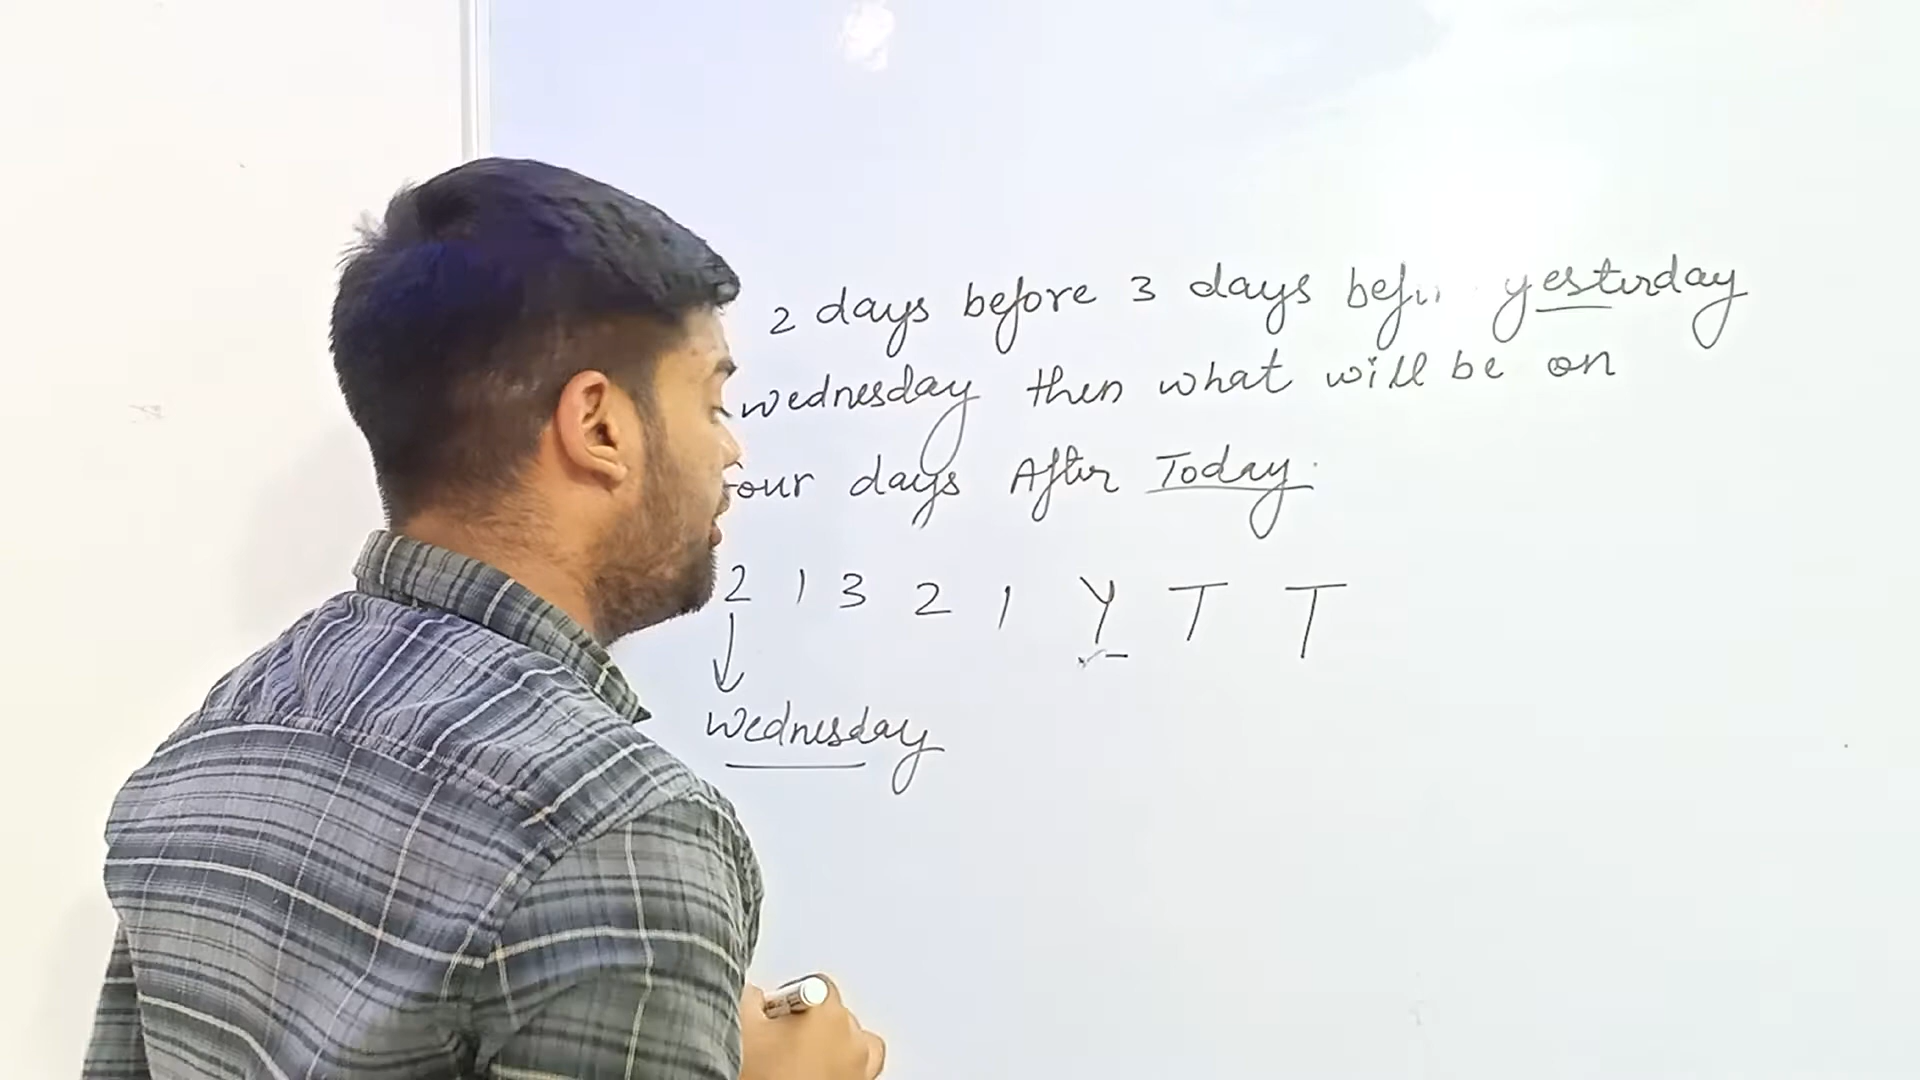 2 days before 3 days yesterday
wednesday then what will be on
four days After Today.
2 1 3 2 1 Y T T
wednesday